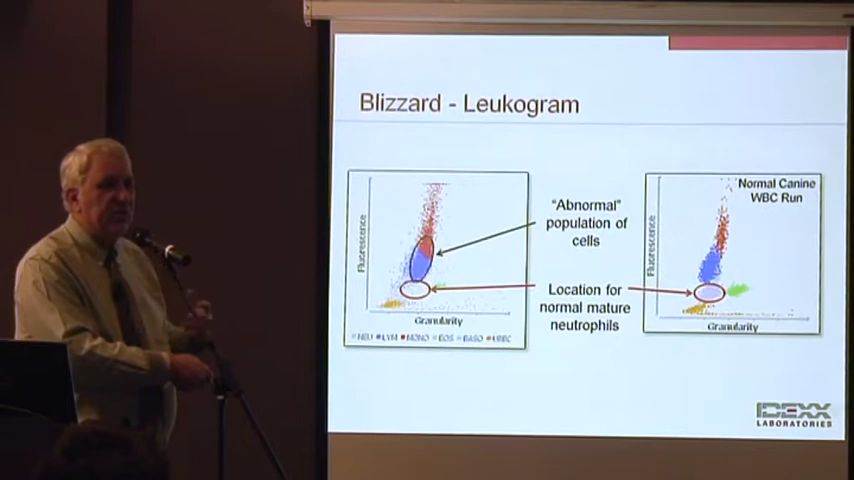 Blizzard - Leukogram
Fluorescence
Granularity
NEU LYM MONO EOS BASO URBC
"Abnormal"
population of
cells
Location for
normal mature
neutrophils
Normal Canine
WBC Run
Fluorescence
Granularity
IDEXX
LABORATORIES